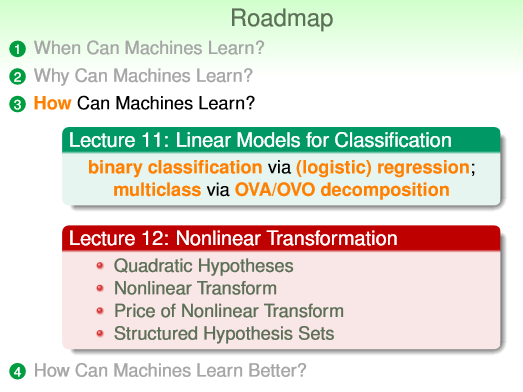 Roadmap
1 When Can Machines Learn?
2 Why Can Machines Learn?
3 How Can Machines Learn?
Lecture 11: Linear Models for Classification
binary classification via (logistic) regression;
multiclass via OVA/OVO decomposition
Lecture 12: Nonlinear Transformation
Quadratic Hypotheses
Nonlinear Transform
Price of Nonlinear Transform
Structured Hypothesis Sets
4 How Can Machines Learn Better?